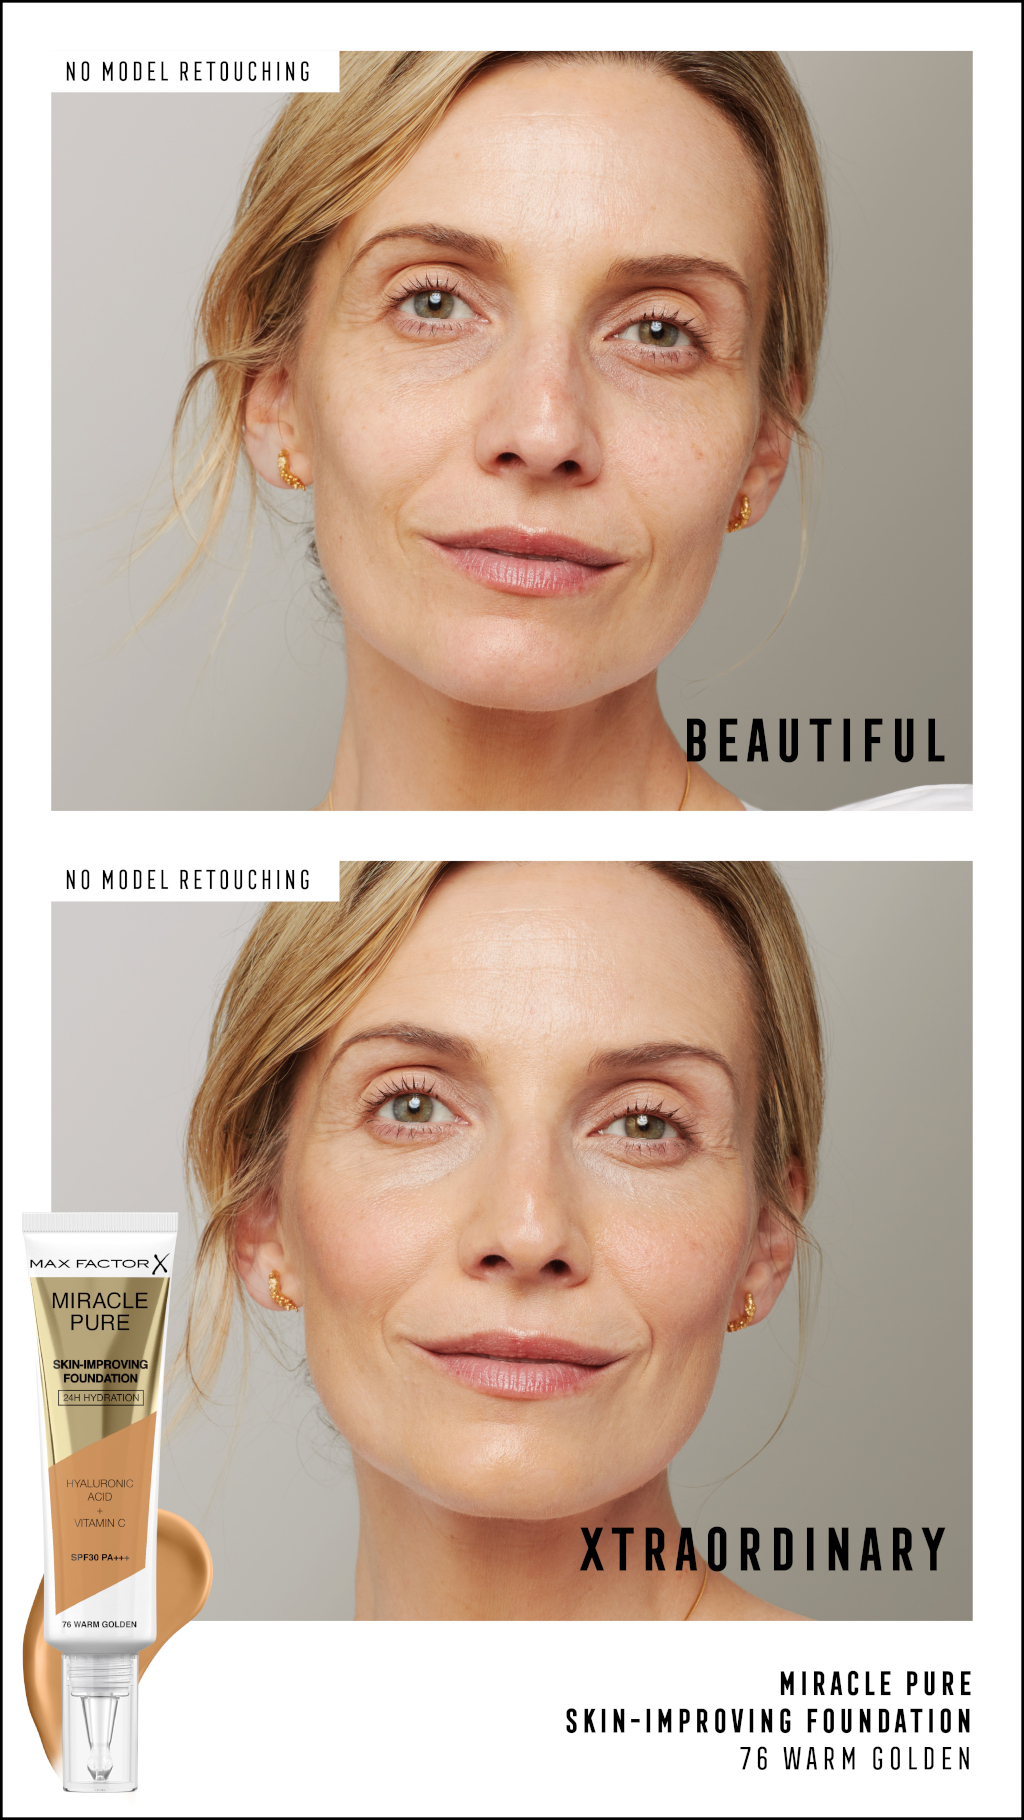 NO MODEL RETOUCHING
BEAUTIFUL
NO MODEL RETOUCHING
MAX FACTOR X
MIRACLE
PURE
SKIN-IMPROVING
FOUNDATION
24H HYDRATION
HYALURONIC
ACID
+
VITAMIN C
SPF30 PA+++
76 WARM GOLDEN
XTRAORDINARY
MIRACLE PURE
SKIN-IMPROVING FOUNDATION
76 WARM GOLDEN